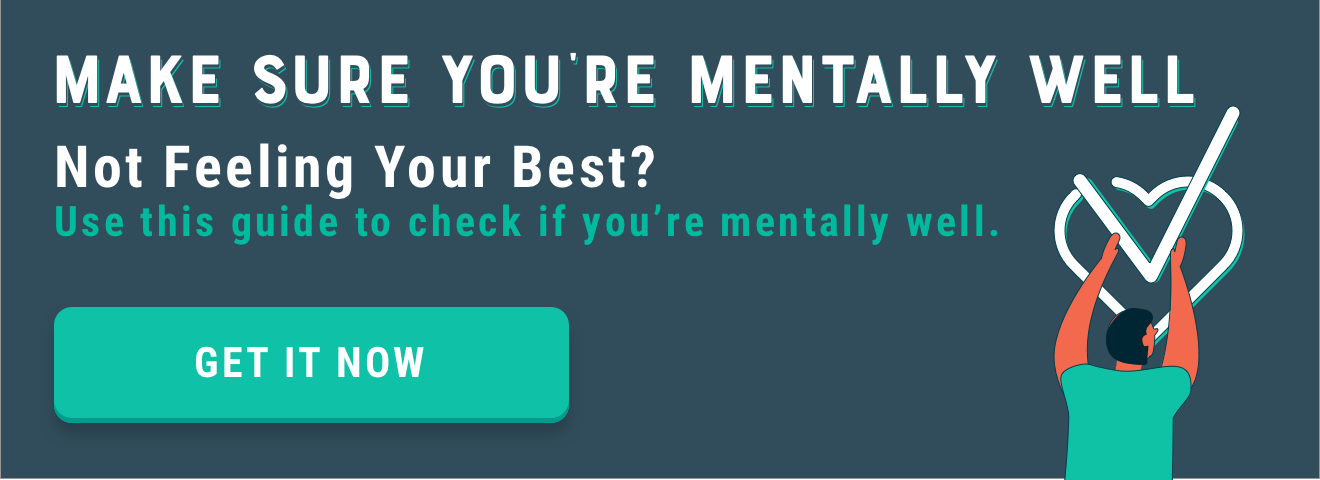 MAKE SURE YOU'RE MENTALLY WELL
Not Feeling Your Best?
Use this guide to check if you’re mentally well.
GET IT NOW